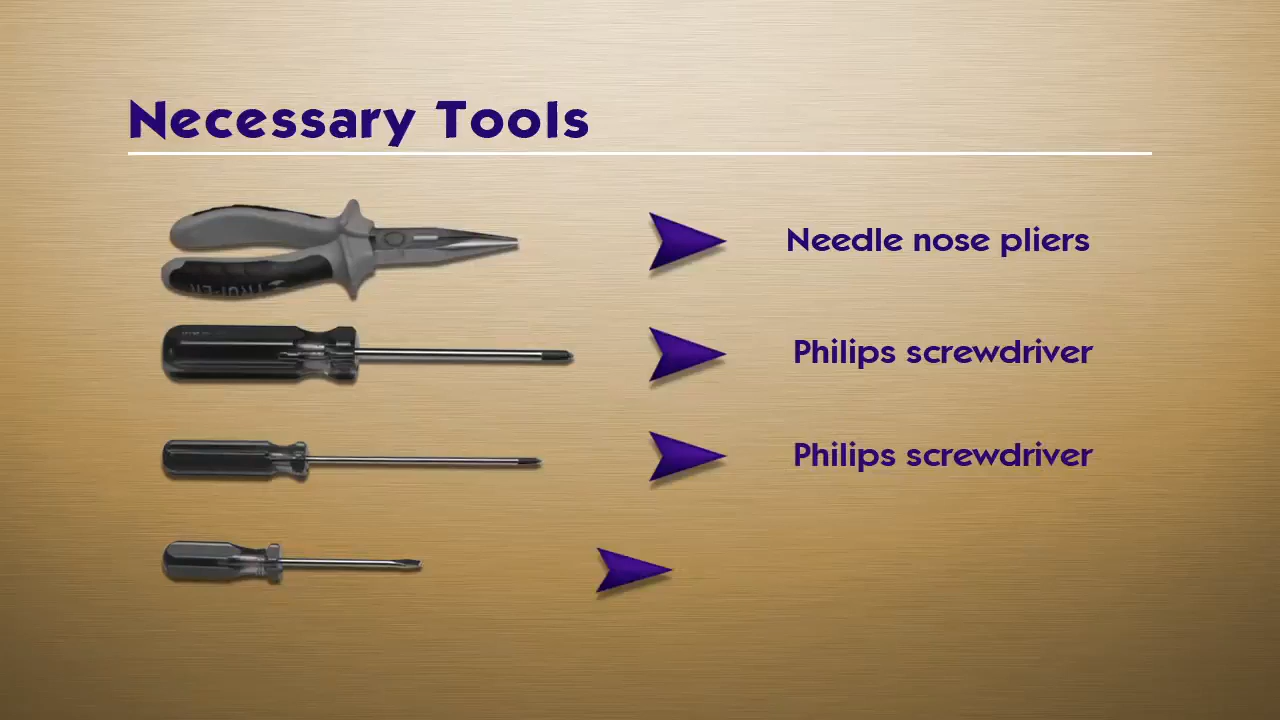 Necessary Tools
Needle nose pliers
Philips screwdriver
Philips screwdriver